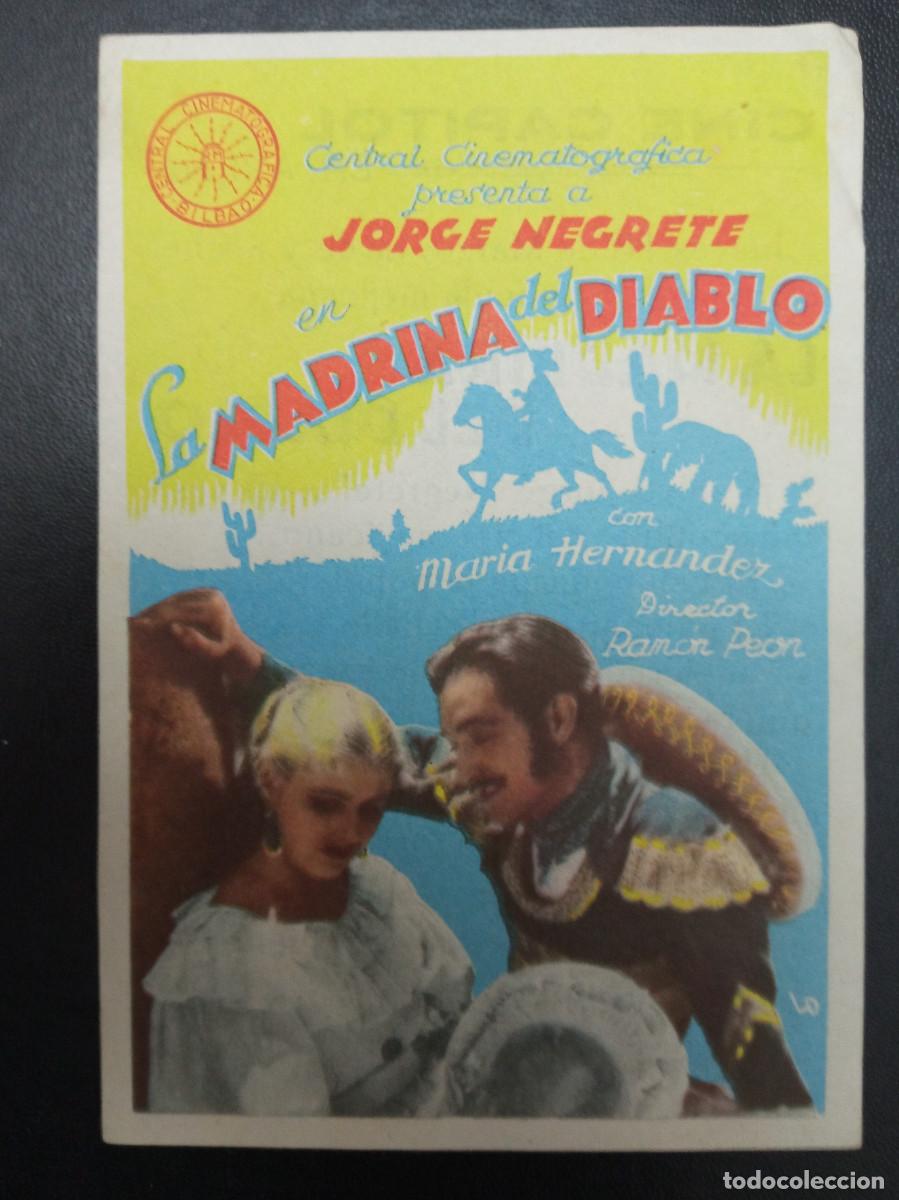 CENTRAL CINEMATOGRAFICA
BILBAO
Central Cinematografica
presenta a
JORGE NEGRETE
en
La MADRINA del DIABLO
con
Maria Hernandez
Director
Ramon Peon
todocoleccion.net